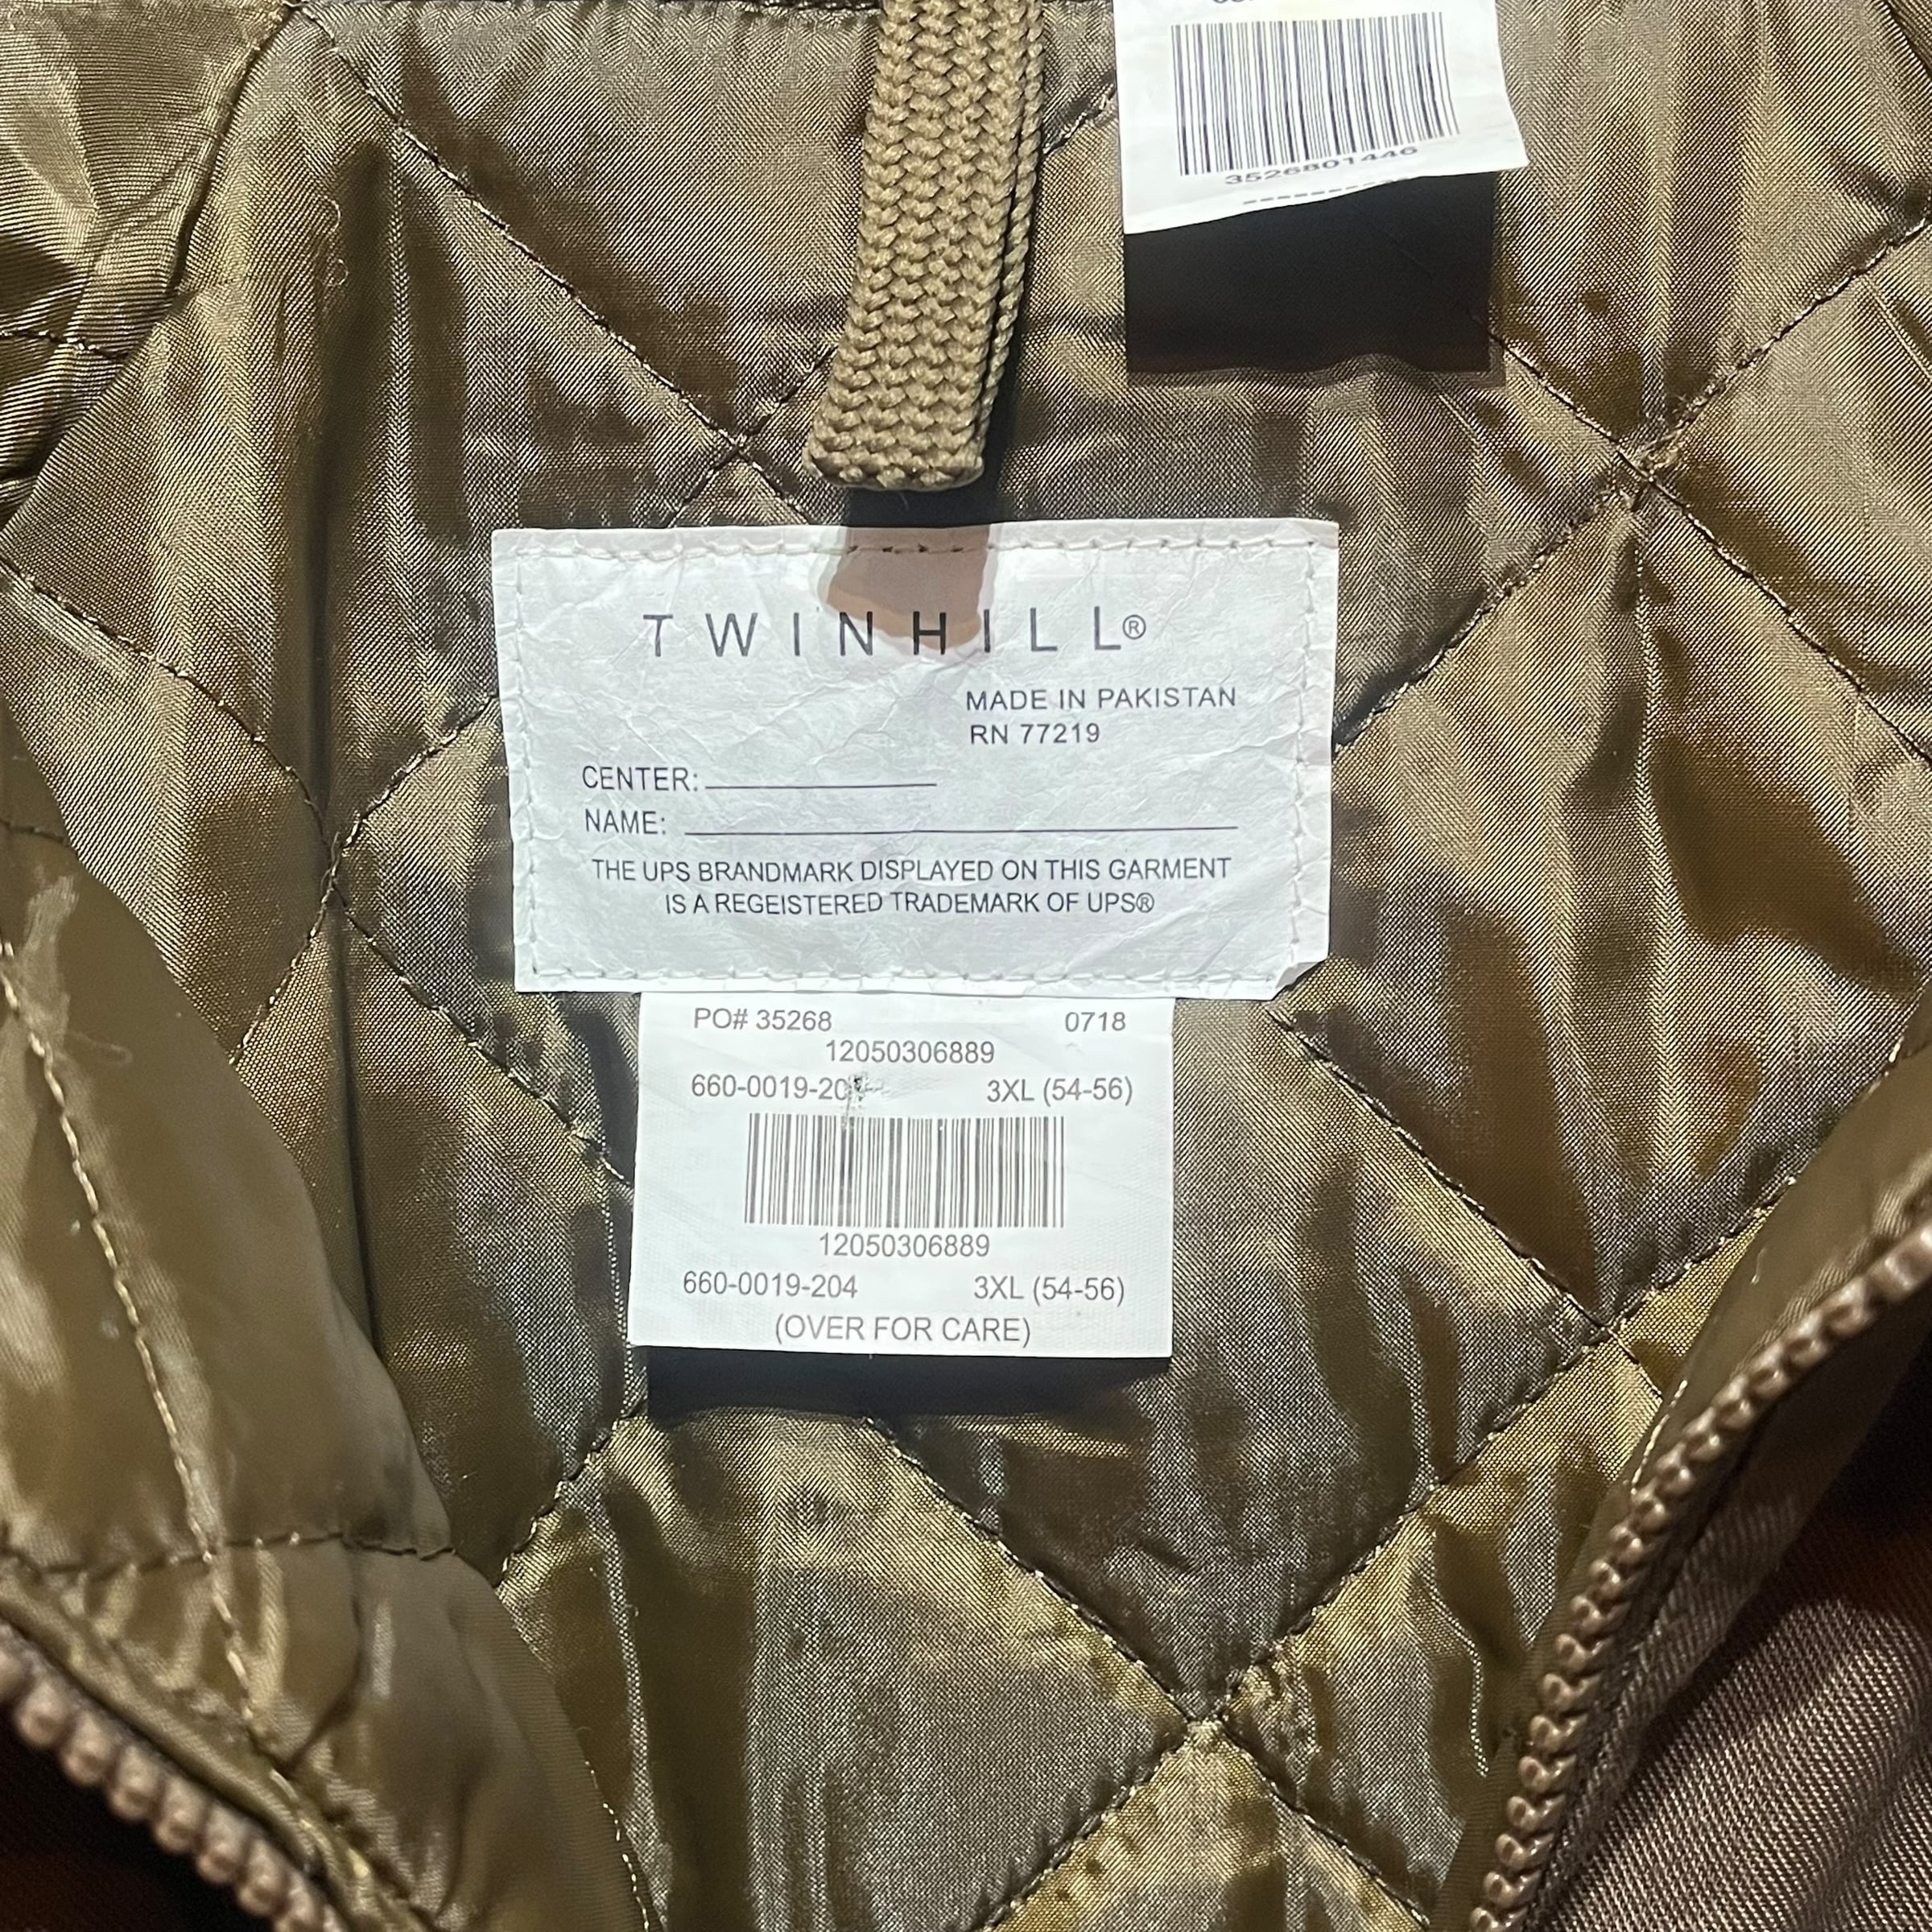 3526801446
TWINHILL®
MADE IN PAKISTAN
RN 77219
CENTER:
NAME:
THE UPS BRANDMARK DISPLAYED ON THIS GARMENT
IS A REGEISTERED TRADEMARK OF UPS®
PO# 35268 0718
12050306889
3XL (54-56)
12050306889
660-0019-204 3XL (54-56)
(OVER FOR CARE)